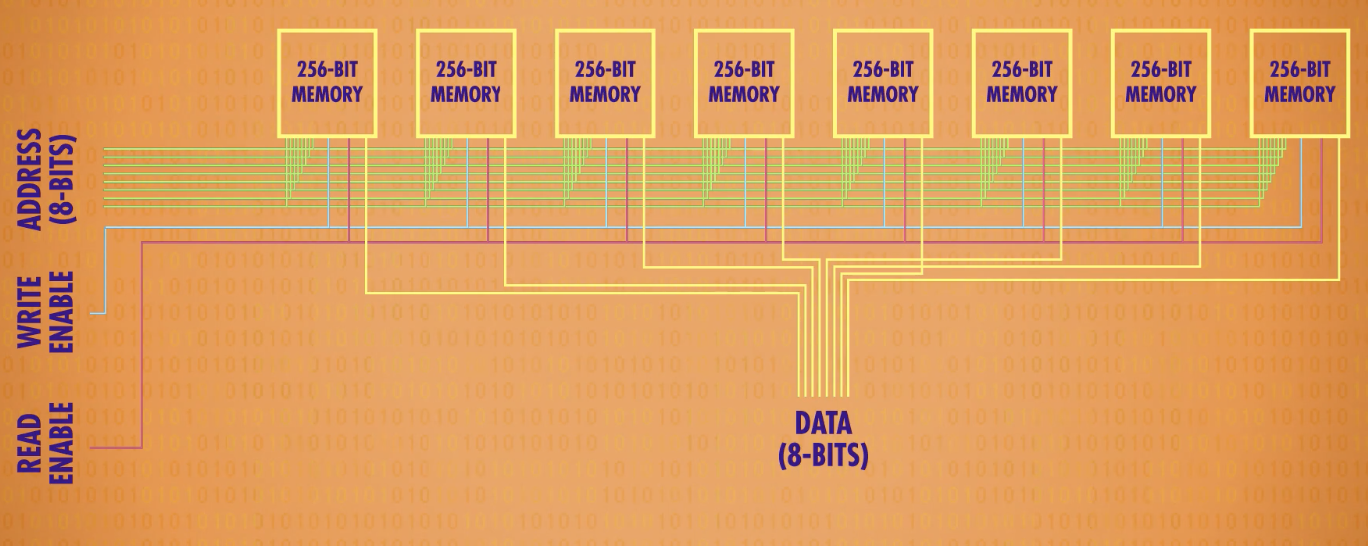 256-BIT
MEMORY
256-BIT
MEMORY
256-BIT
MEMORY
256-BIT
MEMORY
256-BIT
MEMORY
256-BIT
MEMORY
256-BIT
MEMORY
256-BIT
MEMORY
ADDRESS
(8-BITS)
WRITE
ENABLE
READ
ENABLE
DATA
(8-BITS)